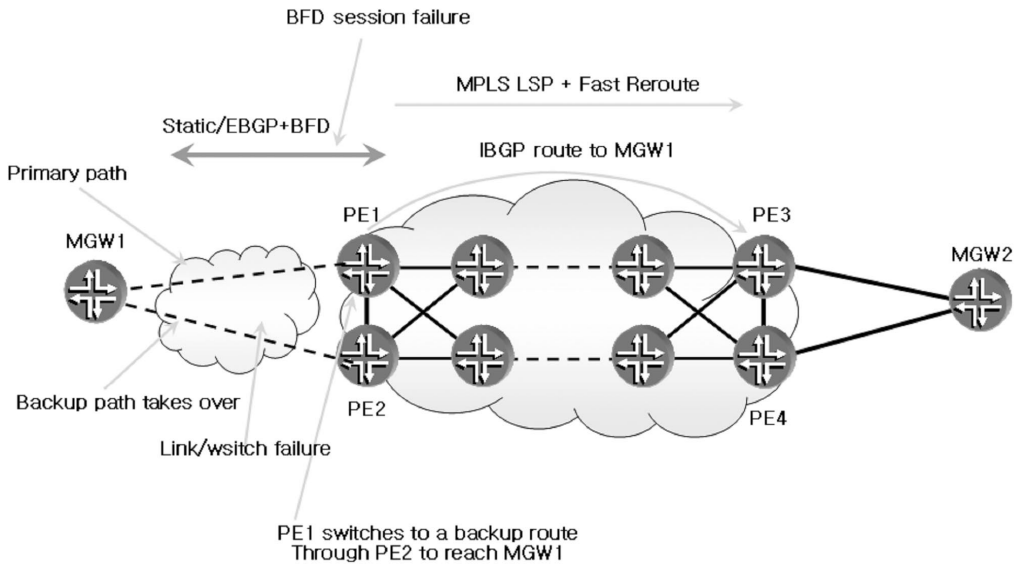 BFD session failure
MPLS LSP + Fast Reroute
Static/EBGP+BFD
IBGP route to MGW1
Primary path
PE1
PE3
MGW1
MGW2
Backup path takes over
PE2
PE4
Link/wsitch failure
PE1 switches to a backup route
Through PE2 to reach MGW1